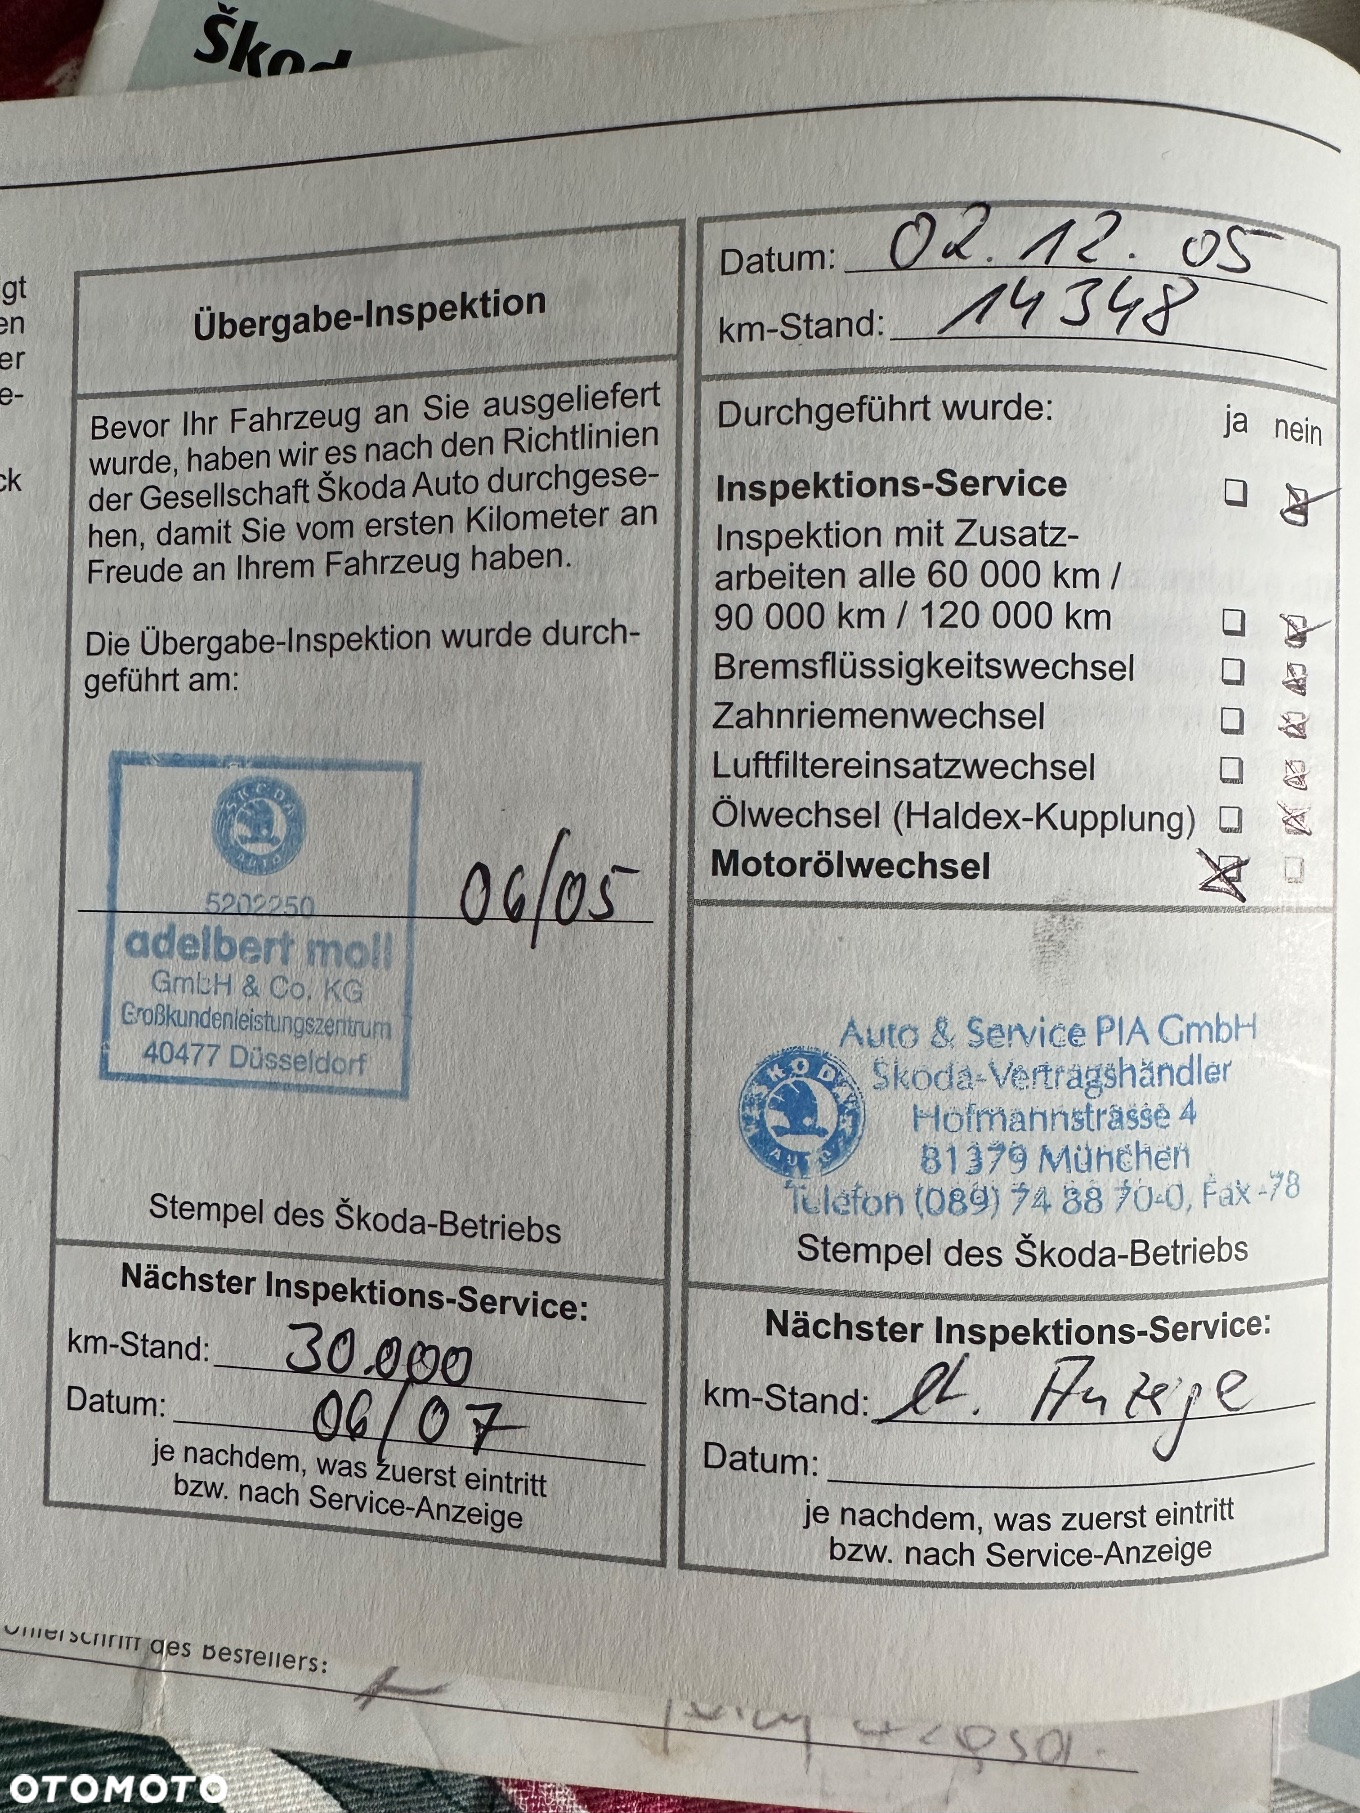 Škod
gt
en
er
e-
ck
Übergabe-Inspektion
Bevor Ihr Fahrzeug an Sie ausgeliefert
wurde, haben wir es nach den Richtlinien
der Gesellschaft Škoda Auto durchgese-
hen, damit Sie vom ersten Kilometer an
Freude an Ihrem Fahrzeug haben.
Die Übergabe-Inspektion wurde durch-
geführt am:
ŠKODA
AUTO
5202250
06/05
adelbert moll
GmbH & Co. KG
Großkundenleistungszentrum
40477 Düsseldorf
Stempel des Škoda-Betriebs
Nächster Inspektions-Service:
km-Stand: 30.000
Datum: 06/07
je nachdem, was zuerst eintritt
bzw. nach Service-Anzeige
Datum: 02.12.05
km-Stand: 14348
Durchgeführt wurde: ja nein
Inspektions-Service
Inspektion mit Zusatz-
arbeiten alle 60 000 km /
90 000 km / 120 000 km
Bremsflüssigkeitswechsel
Zahnriemenwechsel
Luftfiltereinsatzwechsel
Ölwechsel (Haldex-Kupplung)
Motorölwechsel
Auto & Service PIA GmbH
Skoda-Vertragshändler
Hofmannstrasse 4
81379 München
Telefon (089) 74 88 70-0, Fax -78
ŠKODA
AUTO
Stempel des Škoda-Betriebs
Nächster Inspektions-Service:
km-Stand: lt. Anzeige
Datum:
je nachdem, was zuerst eintritt
bzw. nach Service-Anzeige
Unterschrift des Bestellers:
OTOMOTO